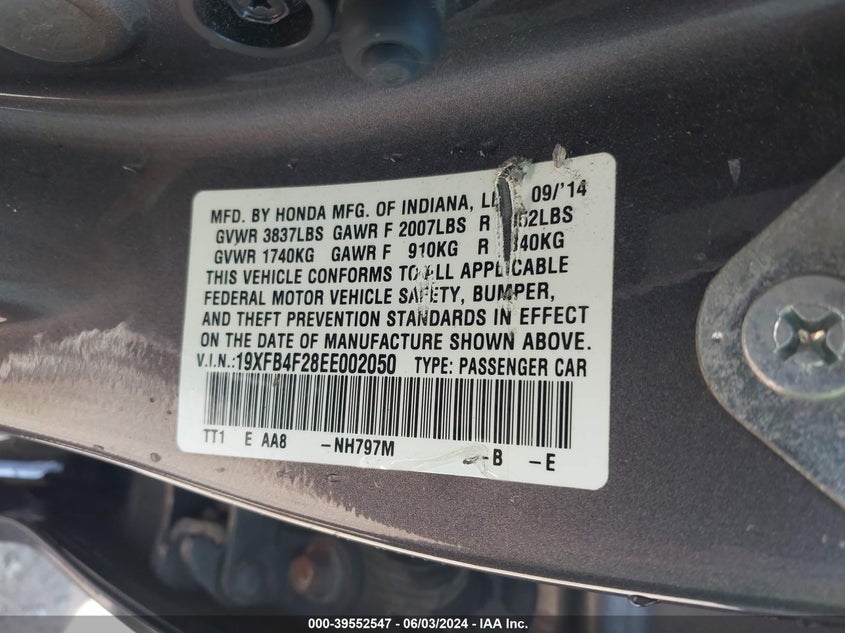 MFD. BY HONDA MFG. OF INDIANA, 09/'14
GVWR 3837LBS GAWR F 2007LBS R
GVWR 1740KG GAWR F 910KG R
THIS VEHICLE CONFORMS TO ALL APPLICABLE
FEDERAL MOTOR VEHICLE SAFETY, BUMPER,
AND THEFT PREVENTION STANDARDS IN EFFECT
ON THE DATE OF MANUFACTURE SHOWN ABOVE.
V.I.N.:19XFB4F28EE002050 TYPE: PASSENGER CAR
TT1 E AA8 -NH797M -B -E
000-39552547 - 06/03/2024 - IAA Inc.